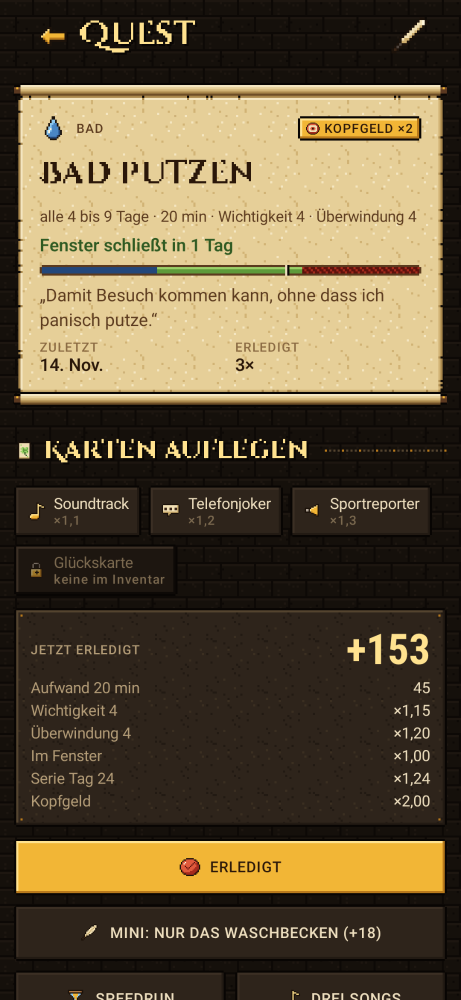 QUEST
BAD
KOPFGELD ×2
BAD PUTZEN
alle 4 bis 9 Tage · 20 min · Wichtigkeit 4 · Überwindung 4
Fenster schließt in 1 Tag
„Damit Besuch kommen kann, ohne dass ich
panisch putze.“
ZULETZT
ERLEDIGT
14. Nov.
3×
KARTEN AUFLEGEN
Soundtrack
×1,1
Telefonjoker
×1,2
Sportreporter
×1,3
Glückskarte
keine im Inventar
JETZT ERLEDIGT
+153
Aufwand 20 min 45
Wichtigkeit 4 ×1,15
Überwindung 4 ×1,20
Im Fenster ×1,00
Serie Tag 24 ×1,24
Kopfgeld ×2,00
ERLEDIGT
MINI: NUR DAS WASCHBECKEN (+18)
SPEEDRUN
DREI SONGS